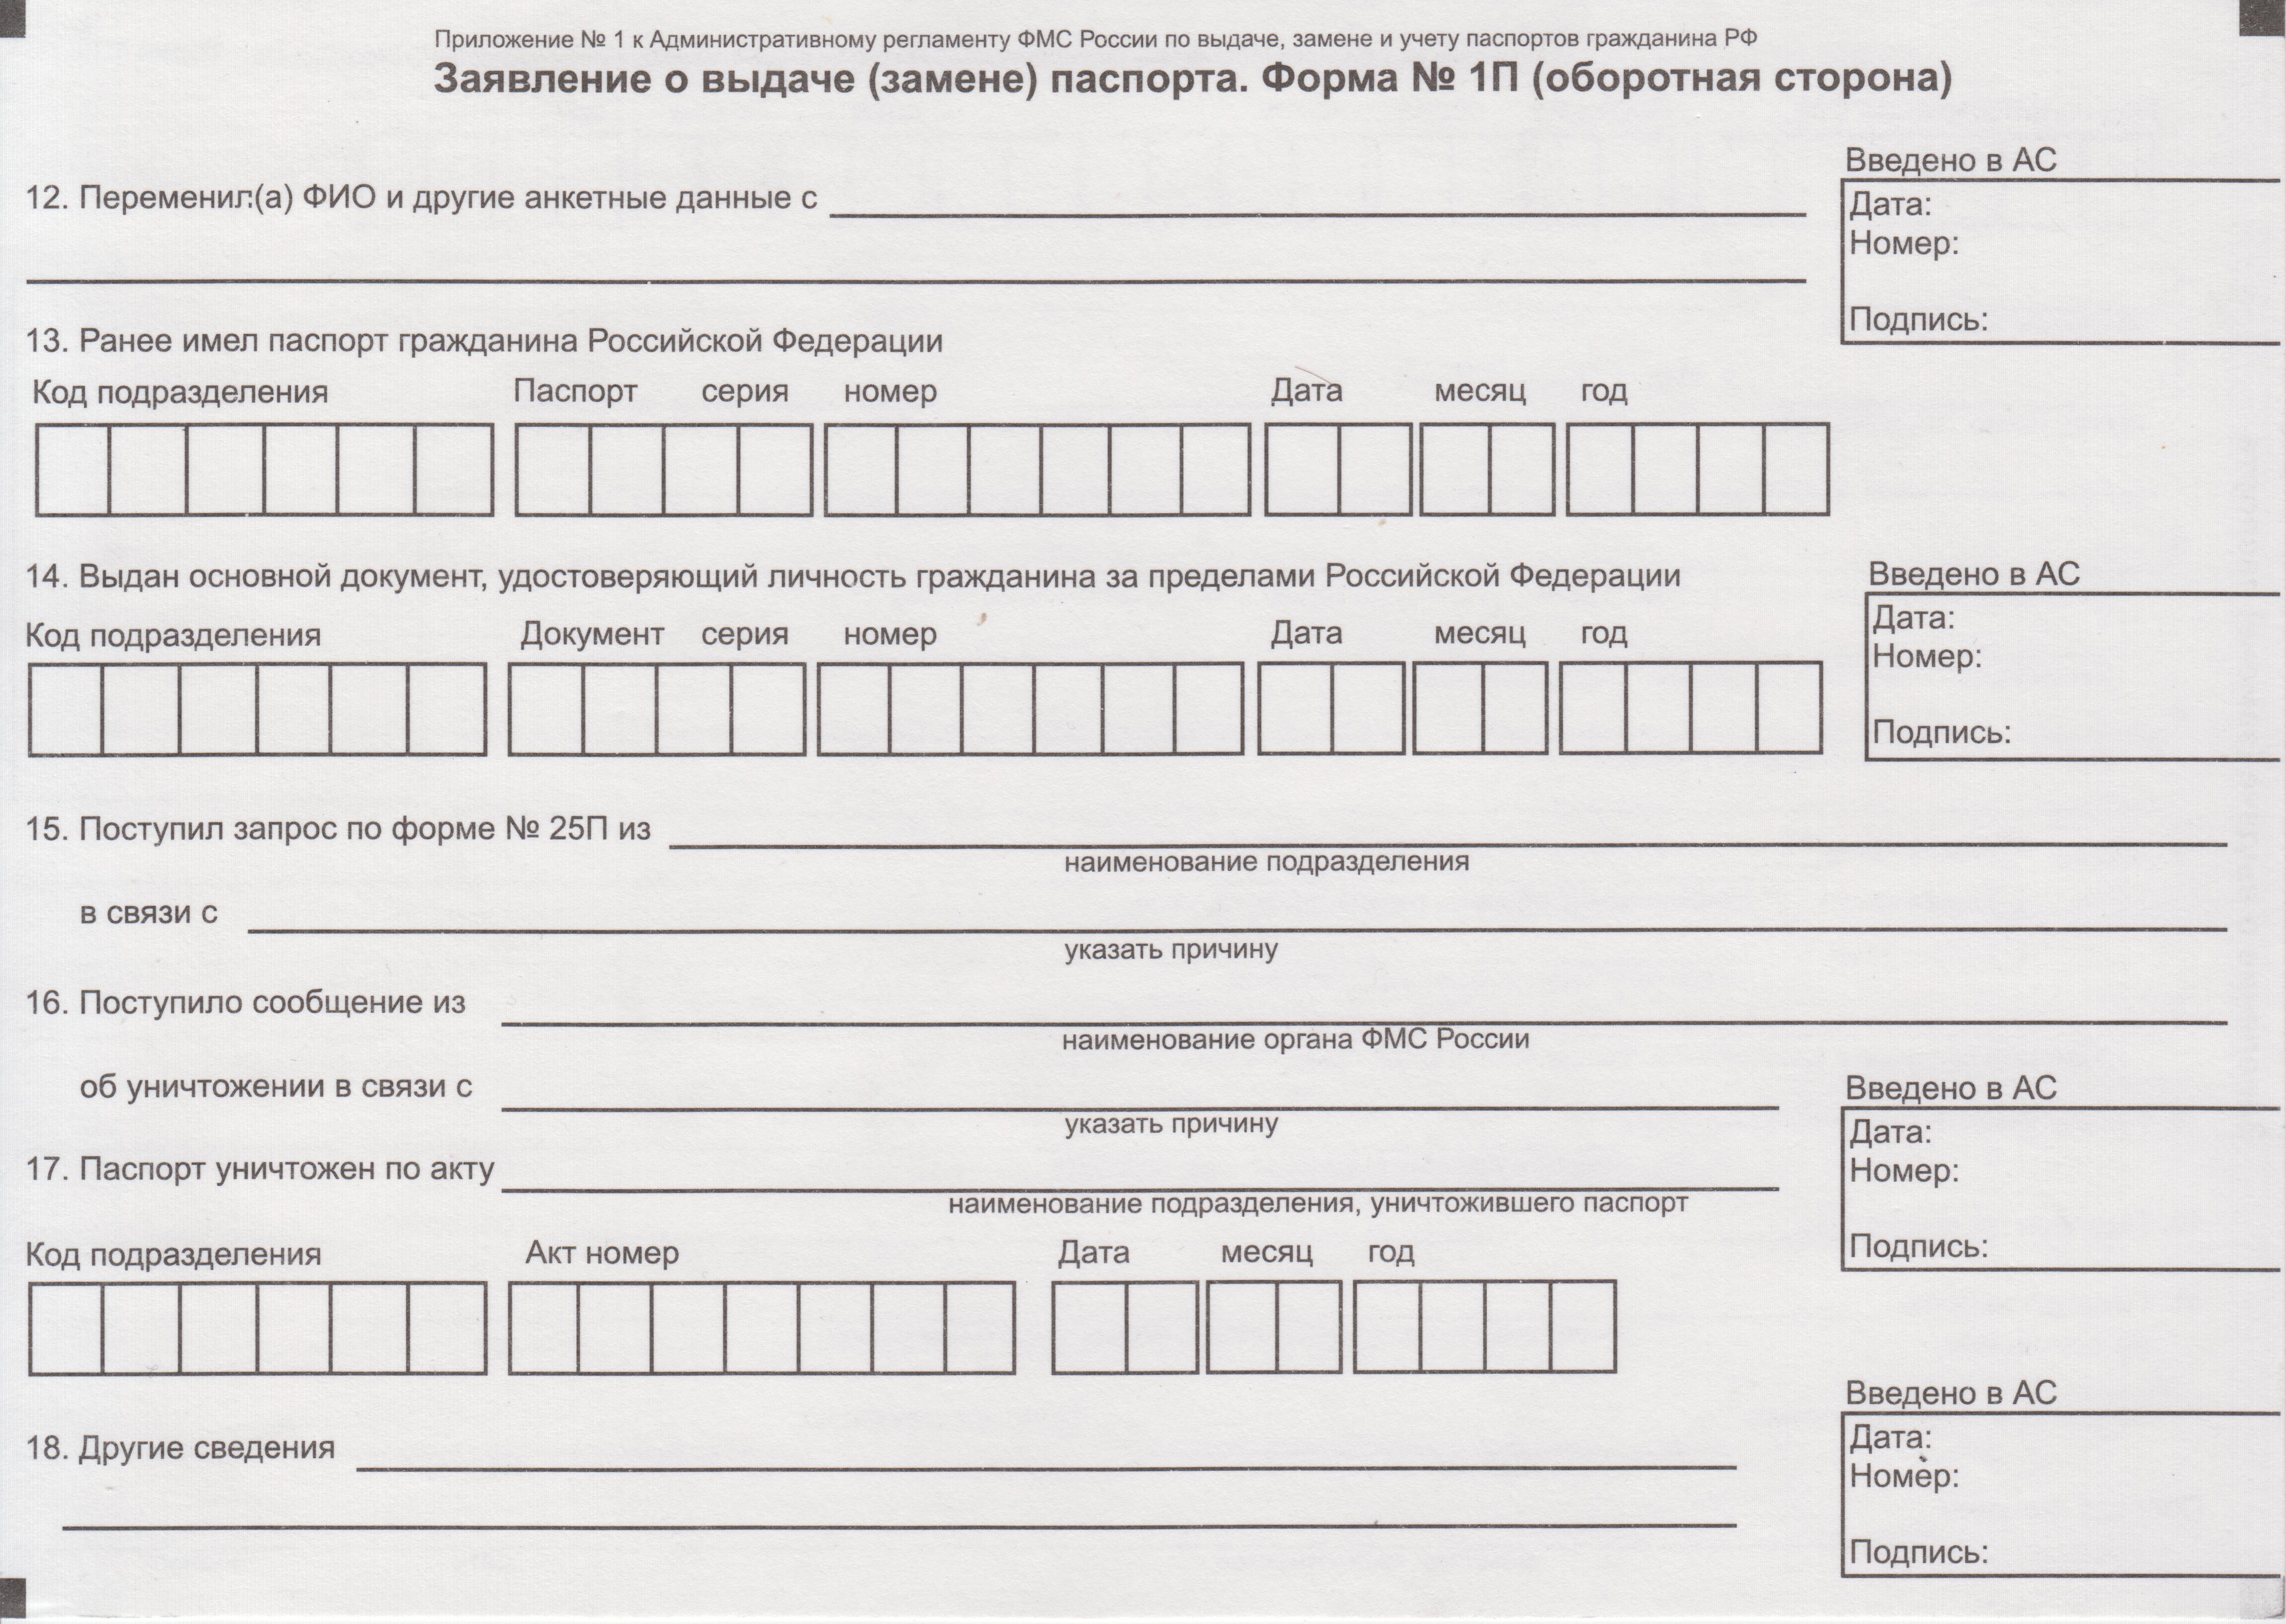 Приложение № 1 к Административному регламенту ФМС России по выдаче, замене и учету паспортов гражданина РФ
Заявление о выдаче (замене) паспорта. Форма № 1П (оборотная сторона)
12. Переменил(а) ФИО и другие анкетные данные с
Введено в АС
Дата:
Номер:
Подпись:
13. Ранее имел паспорт гражданина Российской Федерации
Код подразделения Паспорт серия номер Дата месяц год
14. Выдан основной документ, удостоверяющий личность гражданина за пределами Российской Федерации
Код подразделения Документ серия номер Дата месяц год
Введено в АС
Дата:
Номер:
Подпись:
15. Поступил запрос по форме № 25П из
наименование подразделения
в связи с
указать причину
16. Поступило сообщение из
наименование органа ФМС России
об уничтожении в связи с
указать причину
17. Паспорт уничтожен по акту
наименование подразделения, уничтожившего паспорт
Введено в АС
Дата:
Номер:
Подпись:
Код подразделения Акт номер Дата месяц год
18. Другие сведения
Введено в АС
Дата:
Номер:
Подпись: